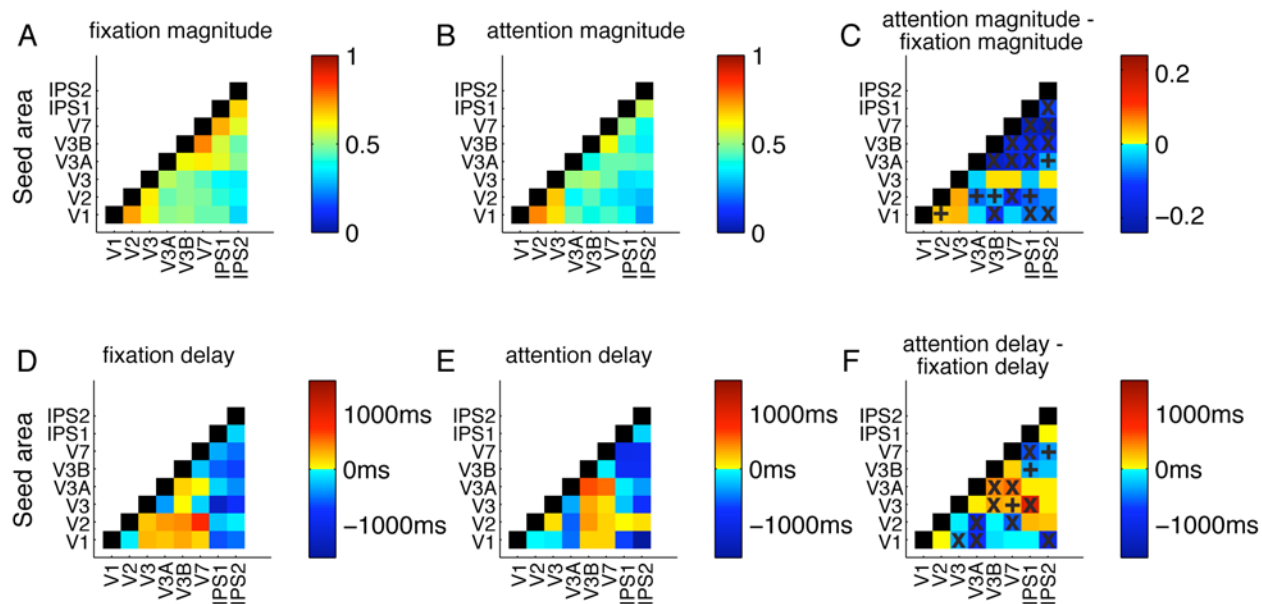 A
fixation magnitude
Seed area
IPS2
IPS1
V7
V3B
V3A
V3
V2
V1
V1
V2
V3
V3A
V3B
V7
IPS1
IPS2
1
0.5
0
B
attention magnitude
IPS2
IPS1
V7
V3B
V3A
V3
V2
V1
V1
V2
V3
V3A
V3B
V7
IPS1
IPS2
1
0.5
0
C
attention magnitude -
fixation magnitude
IPS2
IPS1
X
V7
X X
V3B
X X X
V3A
X X X +
V3
V2
+ + X +
V1
+ X X X
V1
V2
V3
V3A
V3B
V7
IPS1
IPS2
0.2
0
−0.2
D
fixation delay
Seed area
IPS2
IPS1
V7
V3B
V3A
V3
V2
V1
V1
V2
V3
V3A
V3B
V7
IPS1
IPS2
1000ms
0ms
−1000ms
E
attention delay
IPS2
IPS1
V7
V3B
V3A
V3
V2
V1
V1
V2
V3
V3A
V3B
V7
IPS1
IPS2
1000ms
0ms
−1000ms
F
attention delay -
fixation delay
IPS2
IPS1
V7
X +
V3B
+
V3A
X X
V3
X + X
V2
X X
V1
X X X
V1
V2
V3
V3A
V3B
V7
IPS1
IPS2
1000ms
0ms
−1000ms